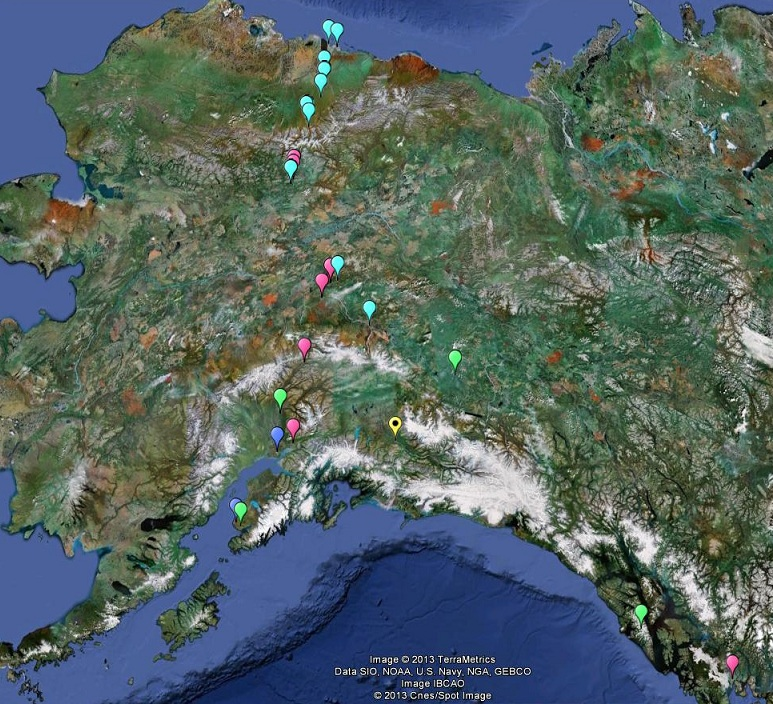 Image © 2013 TerraMetrics
Data SIO, NOAA, U.S. Navy, NGA, GEBCO
Image IBCAO
© 2013 Cnes/Spot Image